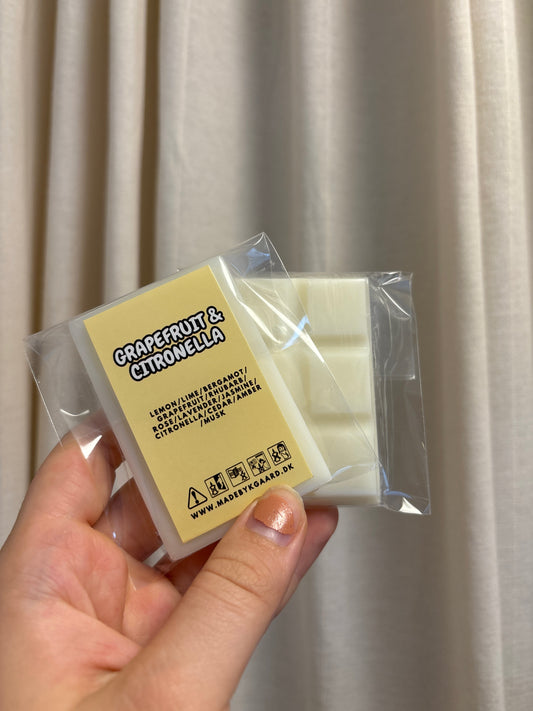 GRAPEFRUIT &
CITRONELLA
LEMON/LIME/BERGAMOT/
GRAPEFRUIT/RHUBARB/
ROSE/LAVENDER/JASMINE/
CITRONELLA/CEDAR/AMBER
/MUSK
WWW.MADEBYKGAARD.DK